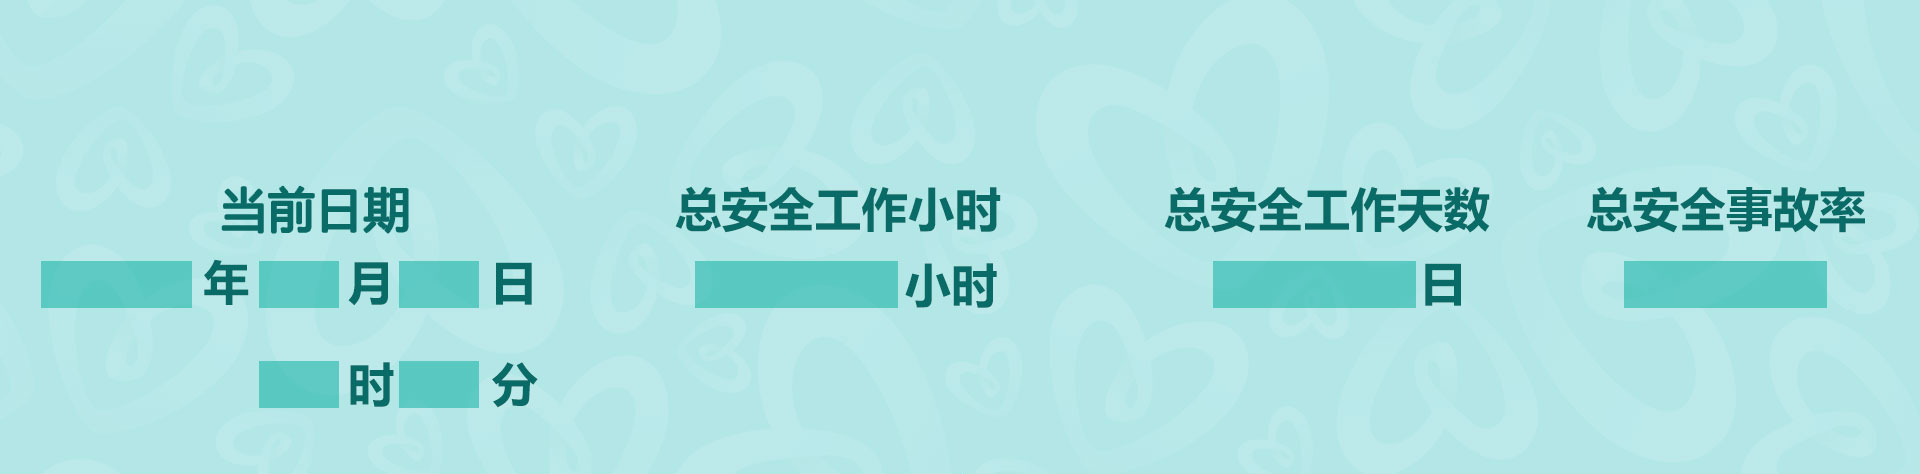 当前日期 总安全工作小时 总安全工作天数 总安全事故率
年 月 日 小时 日
时 分